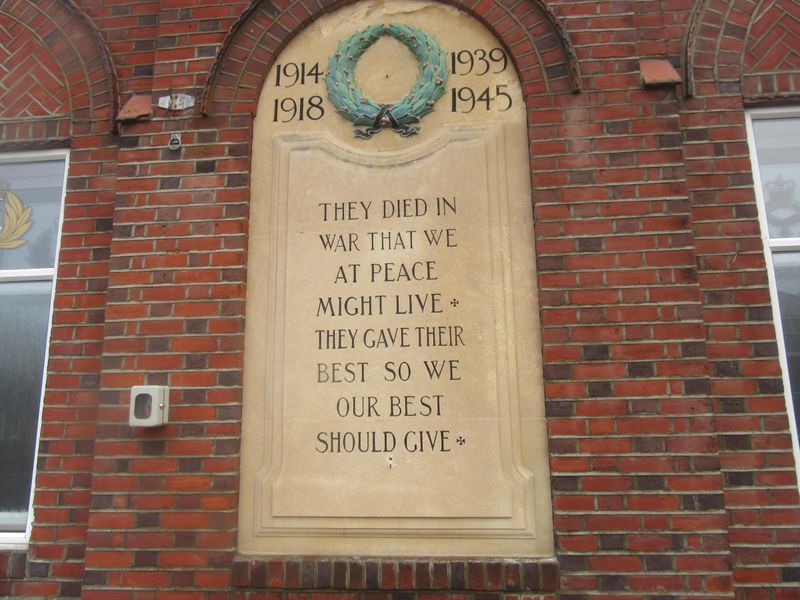 1914 1939
1918 1945
THEY DIED IN
WAR THAT WE
AT PEACE
MIGHT LIVE ✠
THEY GAVE THEIR
BEST SO WE
OUR BEST
SHOULD GIVE ✠